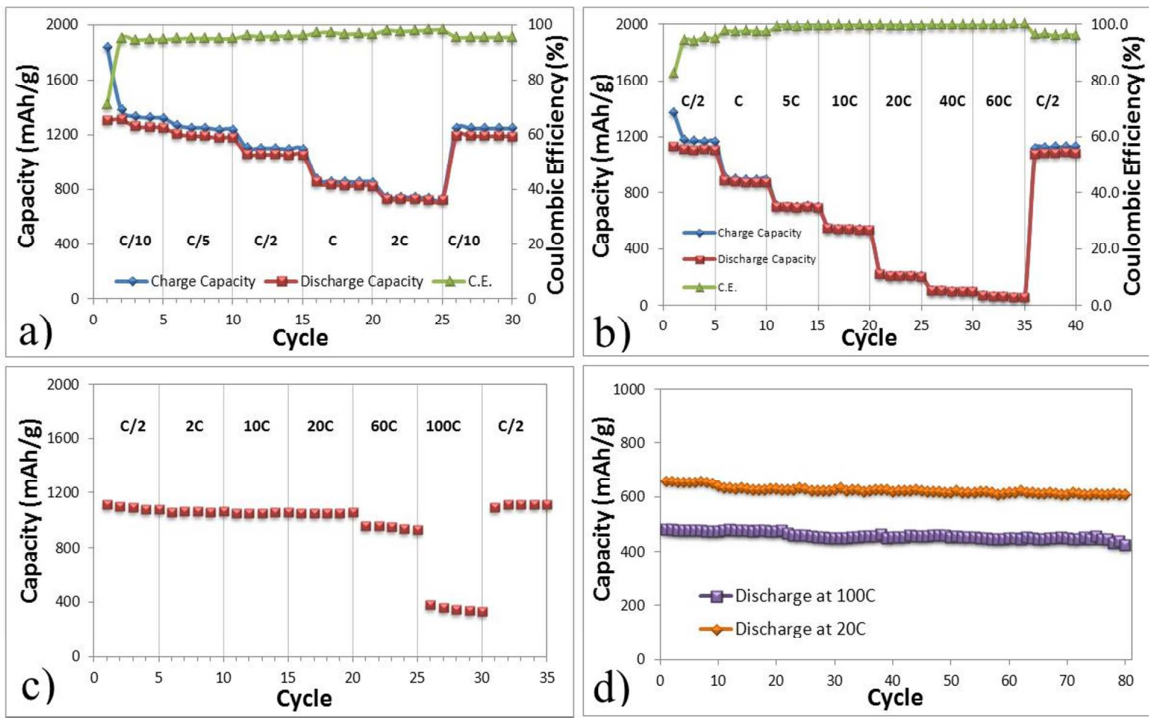 2000
1600
1200
800
400
0
Capacity (mAh/g)
100
80
60
40
20
0
Coulombic Efficiency (%)
C/10 C/5 C/2 C 2C C/10
Charge Capacity Discharge Capacity C.E.
0 5 10 15 20 25 30
Cycle
a)
2000
1600
1200
800
400
0
Capacity (mAh/g)
100.0
80.0
60.0
40.0
20.0
0.0
Coulombic Efficiency (%)
C/2 C 5C 10C 20C 40C 60C C/2
Charge Capacity
Discharge Capacity
C.E.
0 5 10 15 20 25 30 35 40
Cycle
b)
2000
1600
1200
800
400
0
Capacity (mAh/g)
C/2 2C 10C 20C 60C 100C C/2
0 5 10 15 20 25 30 35
Cycle
c)
1000
800
600
400
200
0
Capacity (mAh/g)
Discharge at 100C
Discharge at 20C
0 10 20 30 40 50 60 70 80
Cycle
d)